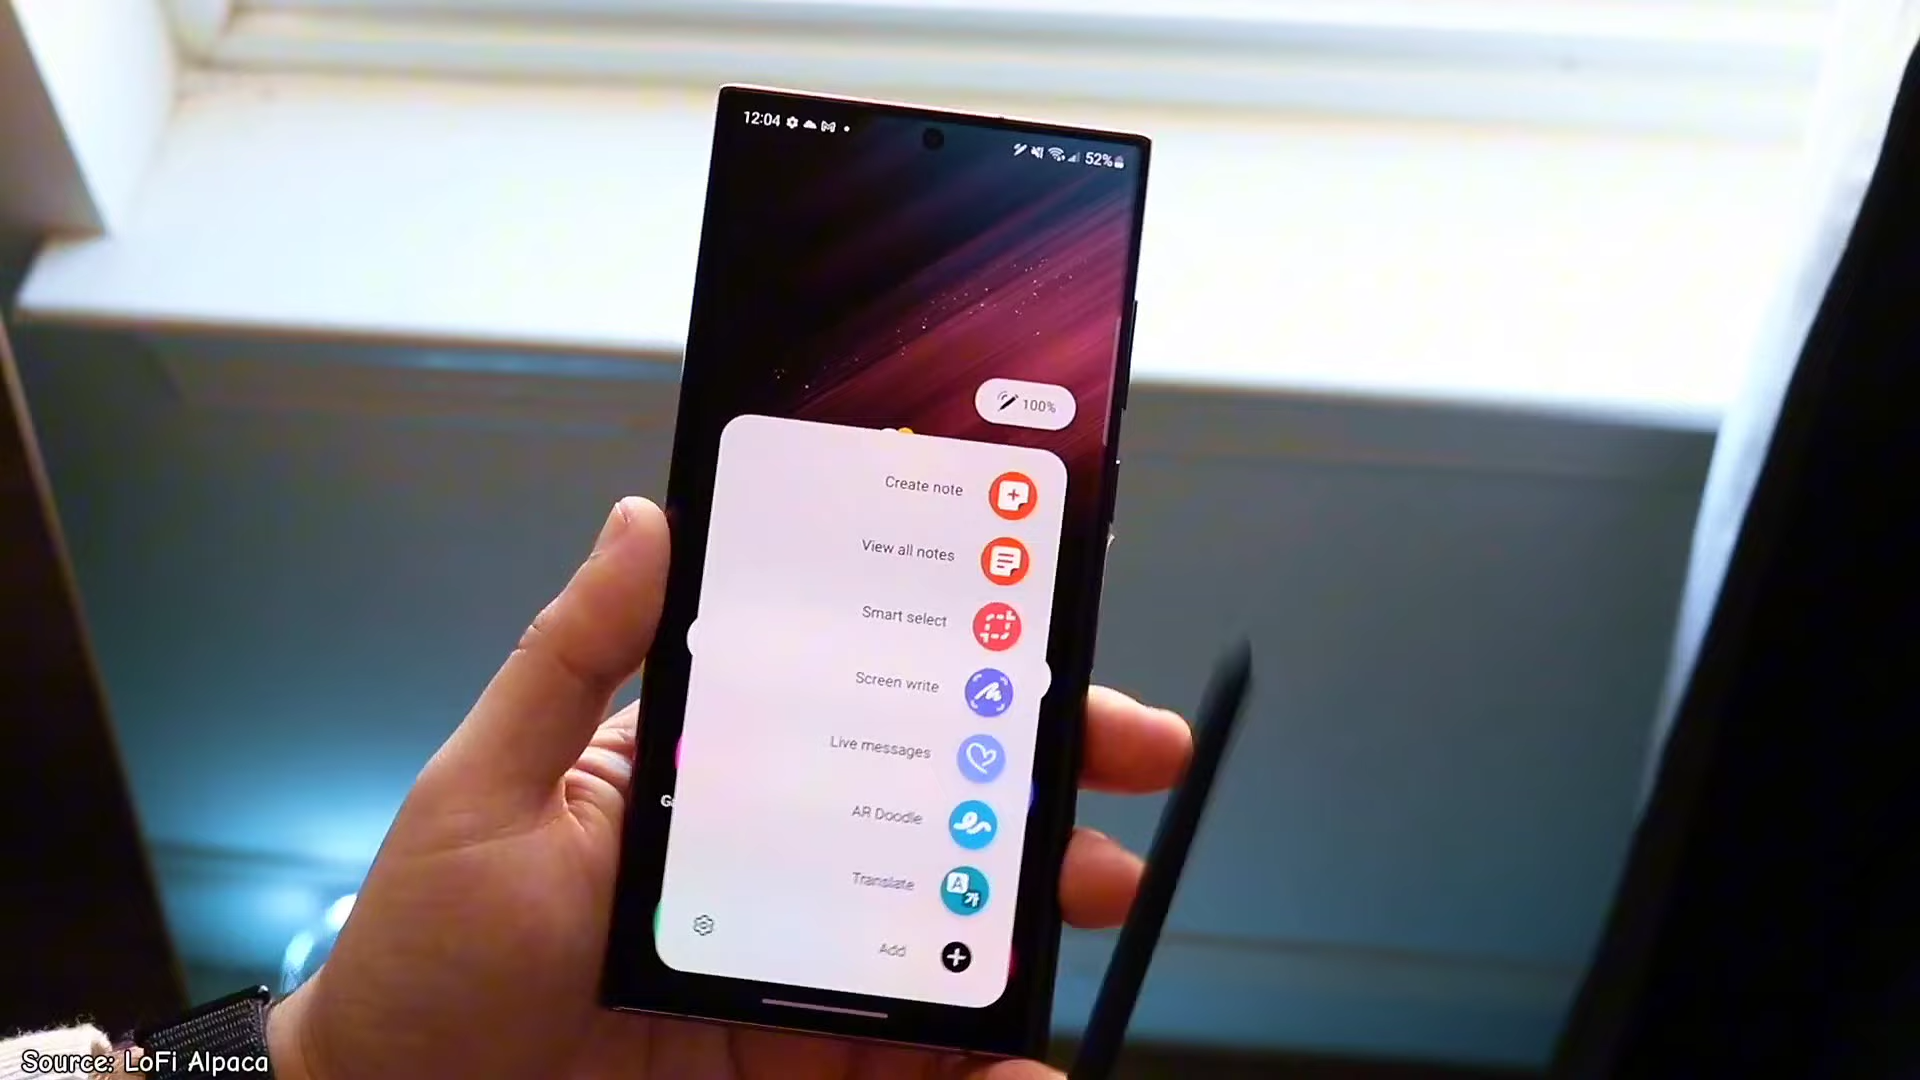 12:04
52%
100%
Create note
View all notes
Smart select
Screen write
Live messages
AR Doodle
Translate
Add
Source: LoFi Alpaca